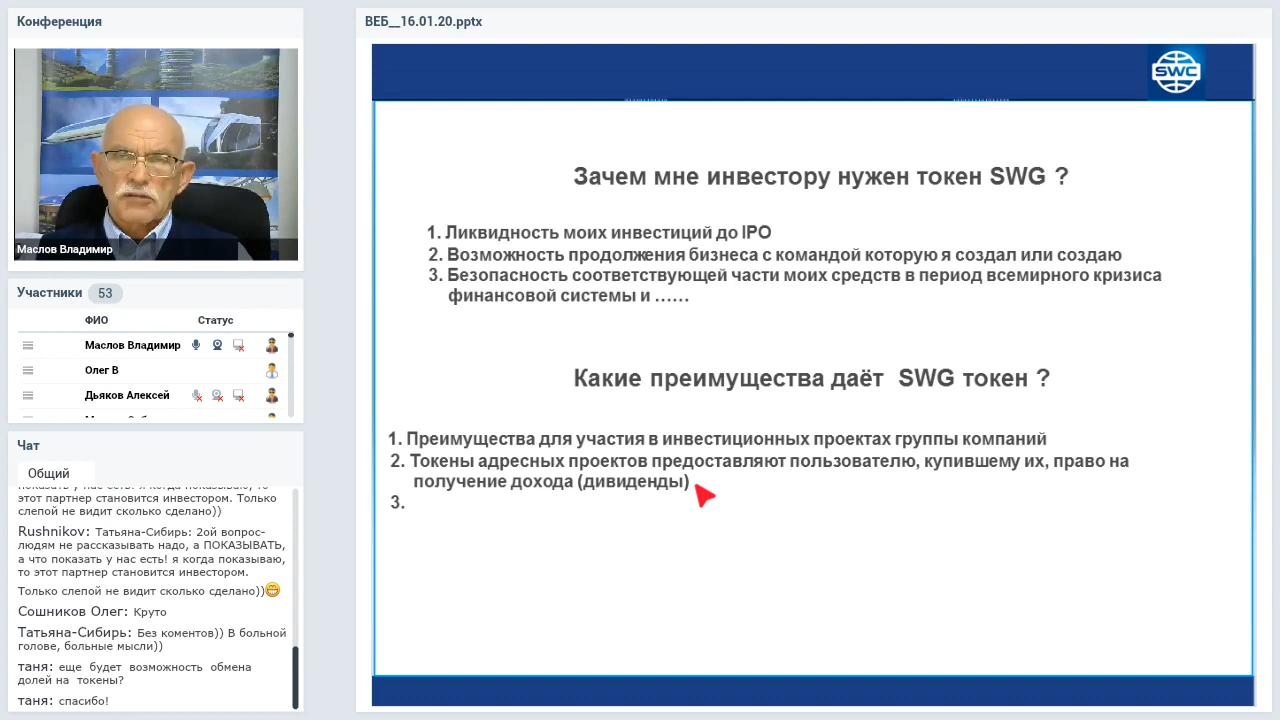 Конференция
Маслов Владимир
Участники 53
ФИО Статус
Маслов Владимир
Олег В
Дьяков Алексей
Чат
Общий
этот партнер становится инвестором. Только
слепой не видит сколько сделано))
Rushnikov: Татьяна-Сибирь: 2ой вопрос-
людям не рассказывать надо, а ПОКАЗЫВАТЬ,
а что показать у нас есть! я когда показываю,
то этот партнер становится инвестором.
Только слепой не видит сколько сделано))
Сошников Олег: Круто
Татьяна-Сибирь: Без коментов)) В больной
голове, больные мысли))
таня: еще будет возможность обмена
долей на токены?
таня: спасибо!
ВЕБ__16.01.20.pptx
SWC
Зачем мне инвестору нужен токен SWG ?
1. Ликвидность моих инвестиций до IPO
2. Возможность продолжения бизнеса с командой которую я создал или создаю
3. Безопасность соответствующей части моих средств в период всемирного кризиса
финансовой системы и ……
Какие преимущества даёт SWG токен ?
1. Преимущества для участия в инвестиционных проектах группы компаний
2. Токены адресных проектов предоставляют пользователю, купившему их, право на
получение дохода (дивиденды)
3.